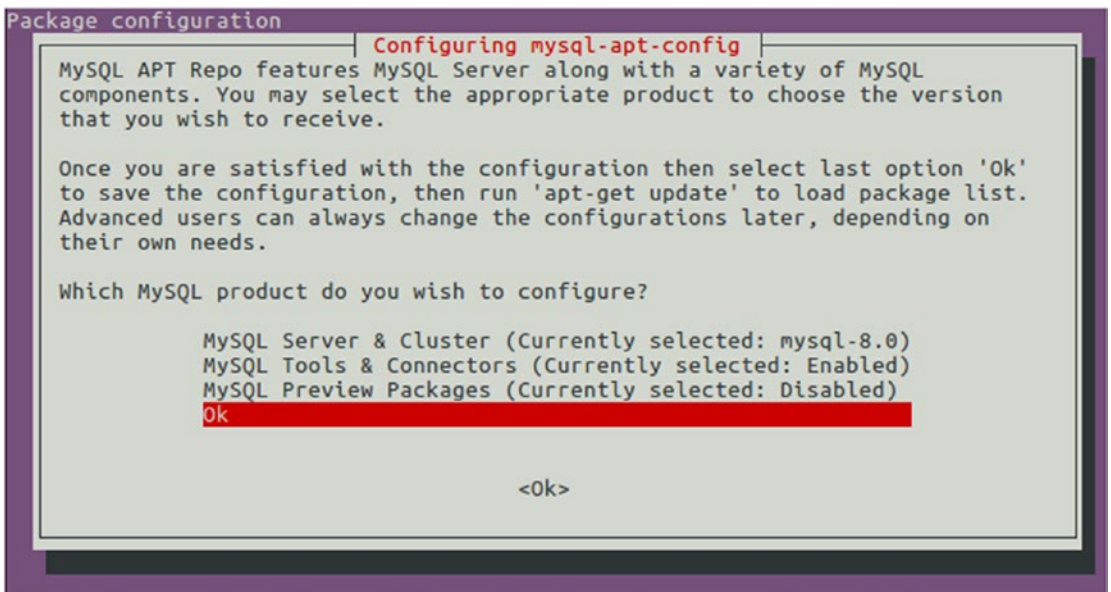 Package configuration
Configuring mysql-apt-config
MySQL APT Repo features MySQL Server along with a variety of MySQL
components. You may select the appropriate product to choose the version
that you wish to receive.
Once you are satisfied with the configuration then select last option 'Ok'
to save the configuration, then run 'apt-get update' to load package list.
Advanced users can always change the configurations later, depending on
their own needs.
Which MySQL product do you wish to configure?
MySQL Server & Cluster (Currently selected: mysql-8.0)
MySQL Tools & Connectors (Currently selected: Enabled)
MySQL Preview Packages (Currently selected: Disabled)
Ok
<Ok>